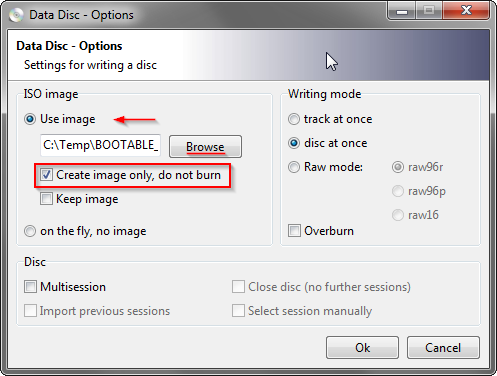 Data Disc - Options
Data Disc - Options
Settings for writing a disc
ISO image
Use image
C:\Temp\BOOTABLE_
Browse
Create image only, do not burn
Keep image
on the fly, no image
Writing mode
track at once
disc at once
Raw mode:
raw96r
raw96p
raw16
Overburn
Disc
Multisession
Close disc (no further sessions)
Import previous sessions
Select session manually
Ok
Cancel